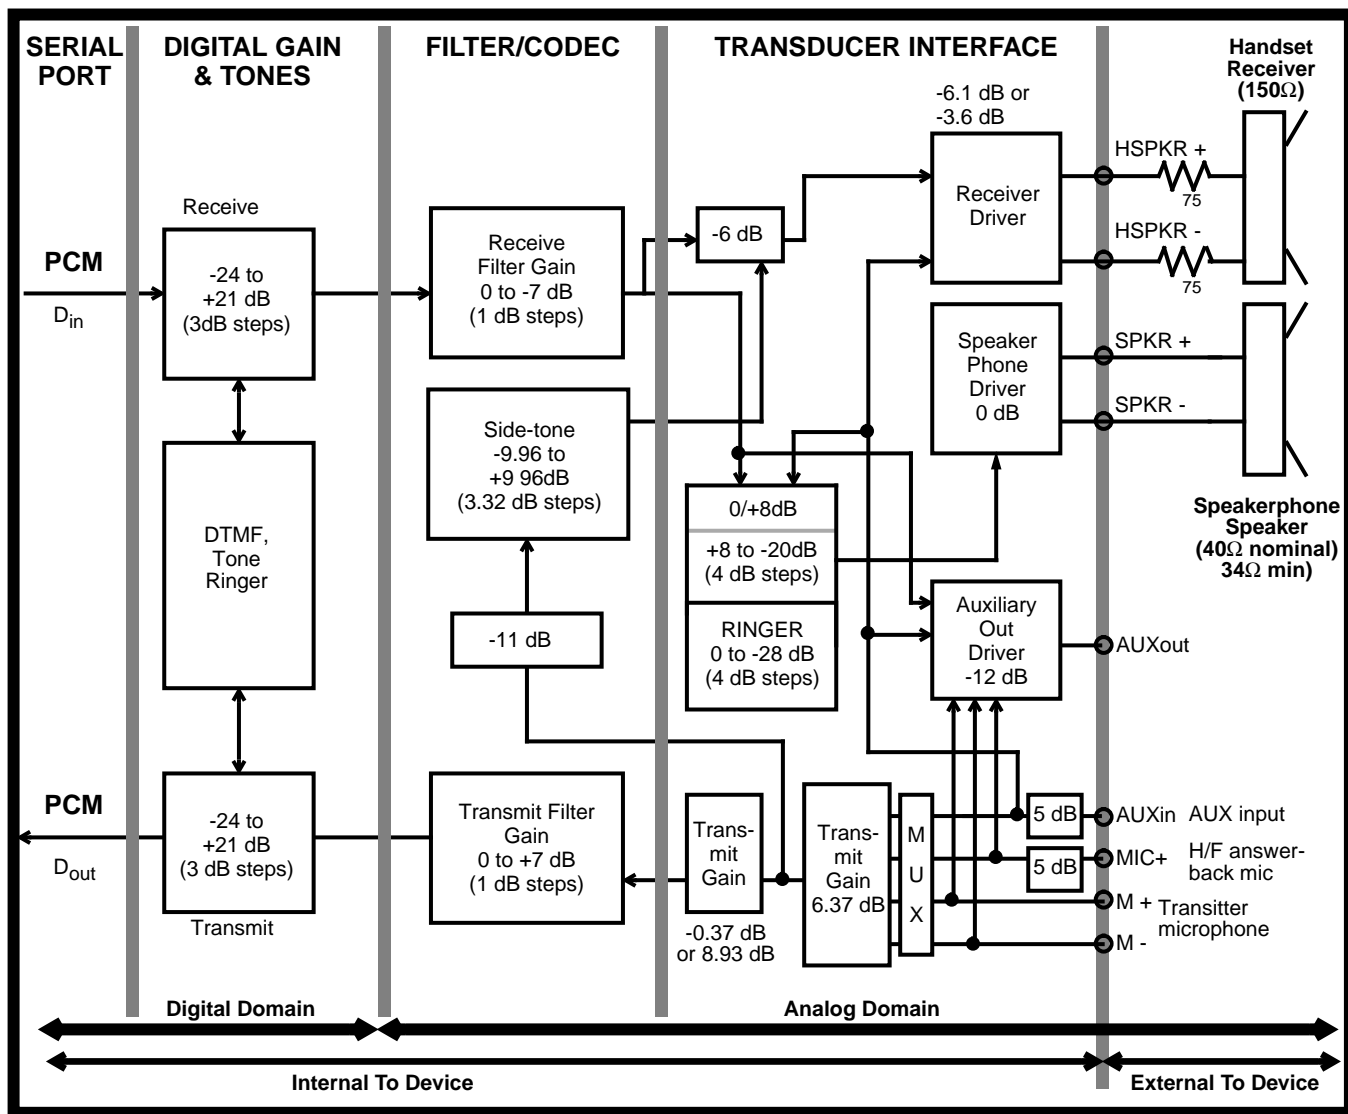 SERIAL
PORT
DIGITAL GAIN
& TONES
FILTER/CODEC
TRANSDUCER INTERFACE
Handset
Receiver
(150Ω)
-6.1 dB or
-3.6 dB
Receive
PCM
Din
-24 to
+21 dB
(3dB steps)
Receive
Filter Gain
0 to -7 dB
(1 dB steps)
-6 dB
Receiver
Driver
HSPKR +
75
HSPKR -
75
Speaker
Phone
Driver
0 dB
SPKR +
SPKR -
Side-tone
-9.96 to
+9 96dB
(3.32 dB steps)
DTMF,
Tone
Ringer
0/+8dB
+8 to -20dB
(4 dB steps)
RINGER
0 to -28 dB
(4 dB steps)
Speakerphone
Speaker
(40Ω nominal)
34Ω min)
-11 dB
Auxiliary
Out
Driver
-12 dB
AUXout
PCM
Dout
-24 to
+21 dB
(3 dB steps)
Transmit
Transmit Filter
Gain
0 to +7 dB
(1 dB steps)
Trans-
mit
Gain
-0.37 dB
or 8.93 dB
Trans-
mit
Gain
6.37 dB
M
U
X
5 dB
AUXin
AUX input
5 dB
MIC+
H/F answer-
back mic
M +
Transitter
microphone
M -
Digital Domain
Analog Domain
Internal To Device
External To Device